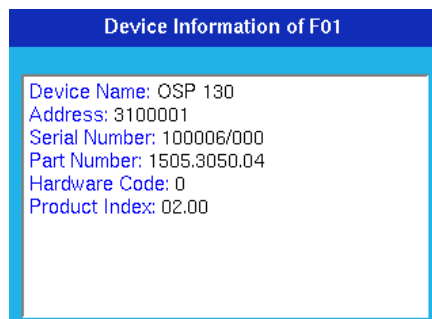 Device Information of F01
Device Name: OSP 130
Address: 3100001
Serial Number: 100006/000
Part Number: 1505.3050.04
Hardware Code: 0
Product Index: 02.00